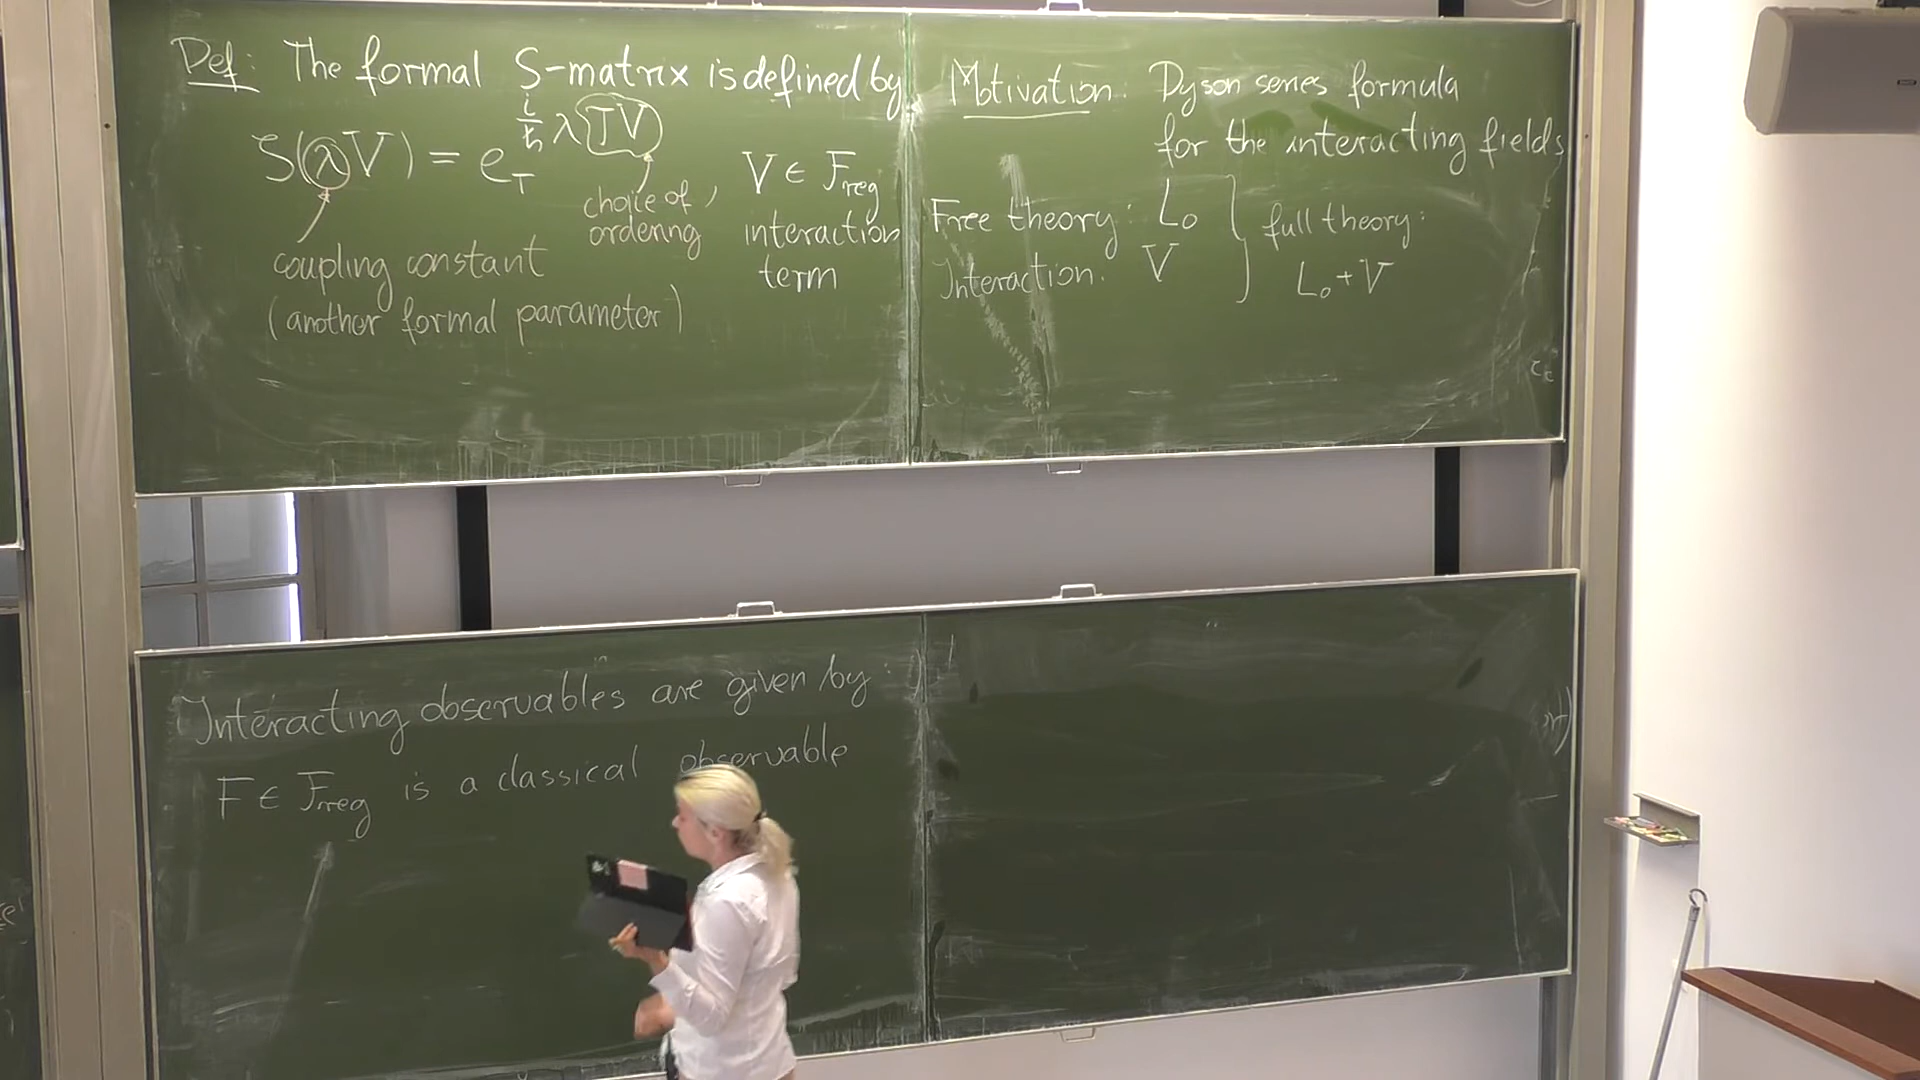 Def: The formal S-matrix is defined by
S(λV) = e_T^{i/ħ λ TV}
choice of ordering
, V ∈ F_reg
interaction
term
coupling constant
(another formal parameter)
Motivation: Dyson series formula
for the interacting fields
Free theory: L₀
Interaction: V
} full theory:
L₀ + V
Interacting observables are given by:
F ∈ F_reg is a classical observable